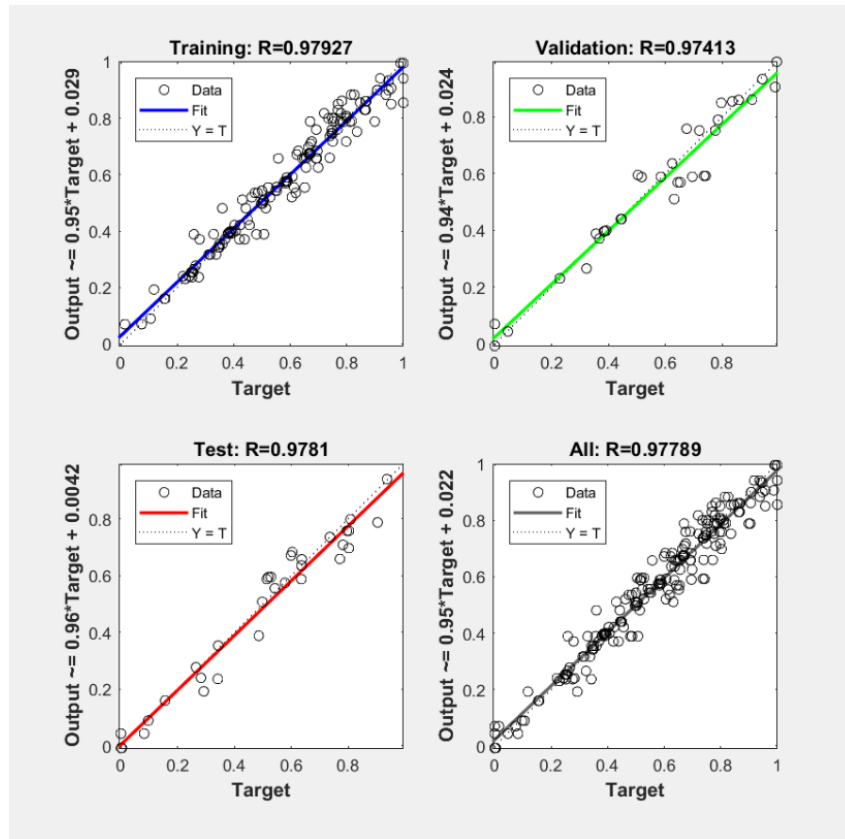 Training: R=0.97927
Output ~= 0.95*Target + 0.029
1
0.8
0.6
0.4
0.2
0
Data
Fit
Y = T
0 0.2 0.4 0.6 0.8 1
Target
Validation: R=0.97413
Output ~= 0.94*Target + 0.024
1
0.8
0.6
0.4
0.2
0
Data
Fit
Y = T
0 0.2 0.4 0.6 0.8
Target
Test: R=0.9781
Output ~= 0.96*Target + 0.0042
0.8
0.6
0.4
0.2
0
Data
Fit
Y = T
0 0.2 0.4 0.6 0.8
Target
All: R=0.97789
Output ~= 0.95*Target + 0.022
1
0.8
0.6
0.4
0.2
0
Data
Fit
Y = T
0 0.2 0.4 0.6 0.8 1
Target